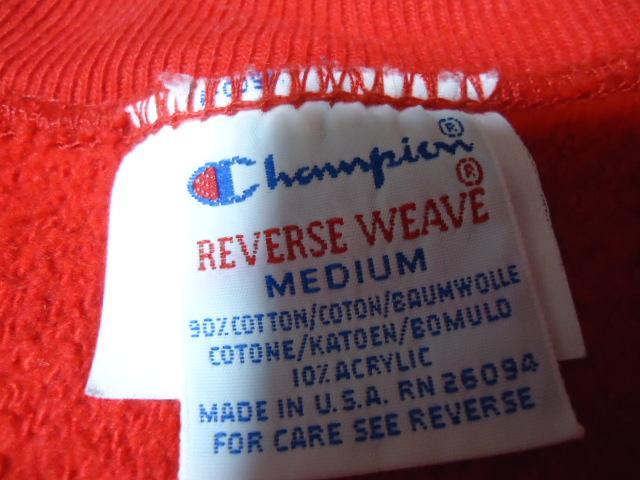 Champion®
REVERSE WEAVE®
MEDIUM
90% COTTON/COTON/BAUMWOLLE
COTONE/KATOEN/BOMULD
10% ACRYLIC
MADE IN U.S.A. RN 26094
FOR CARE SEE REVERSE